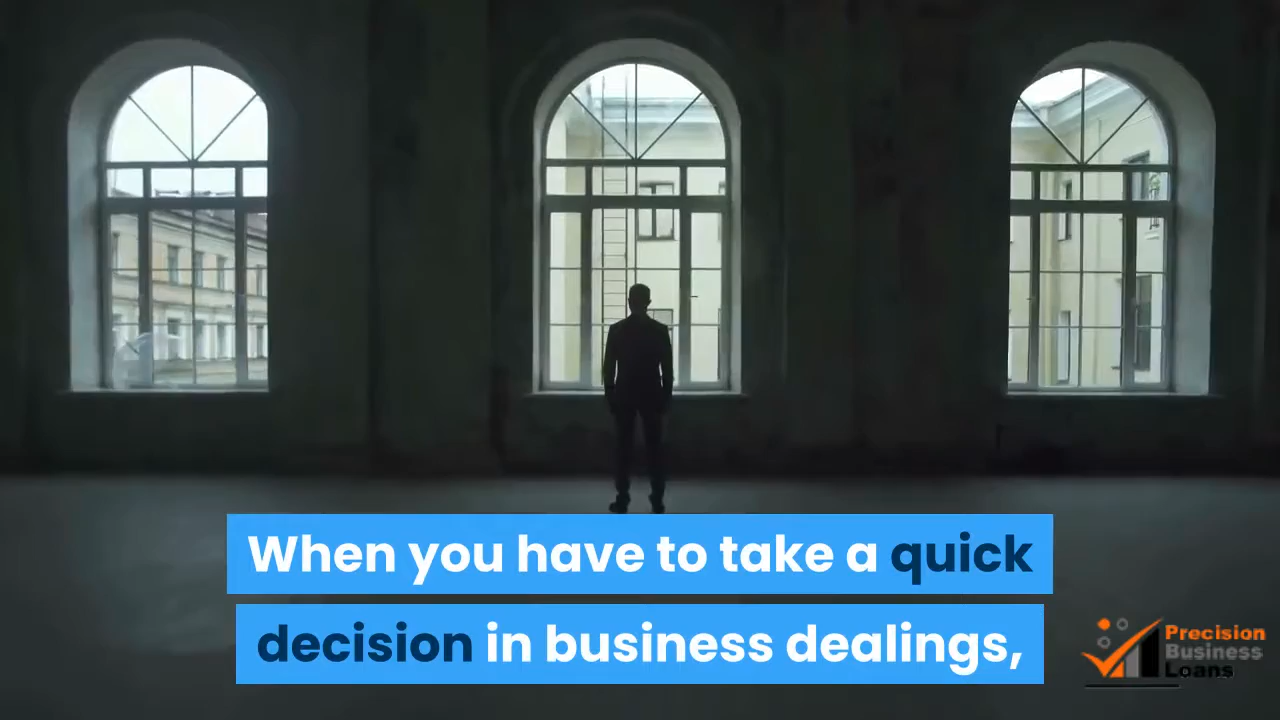 When you have to take a quick
decision in business dealings,
Precision
Business
Loans